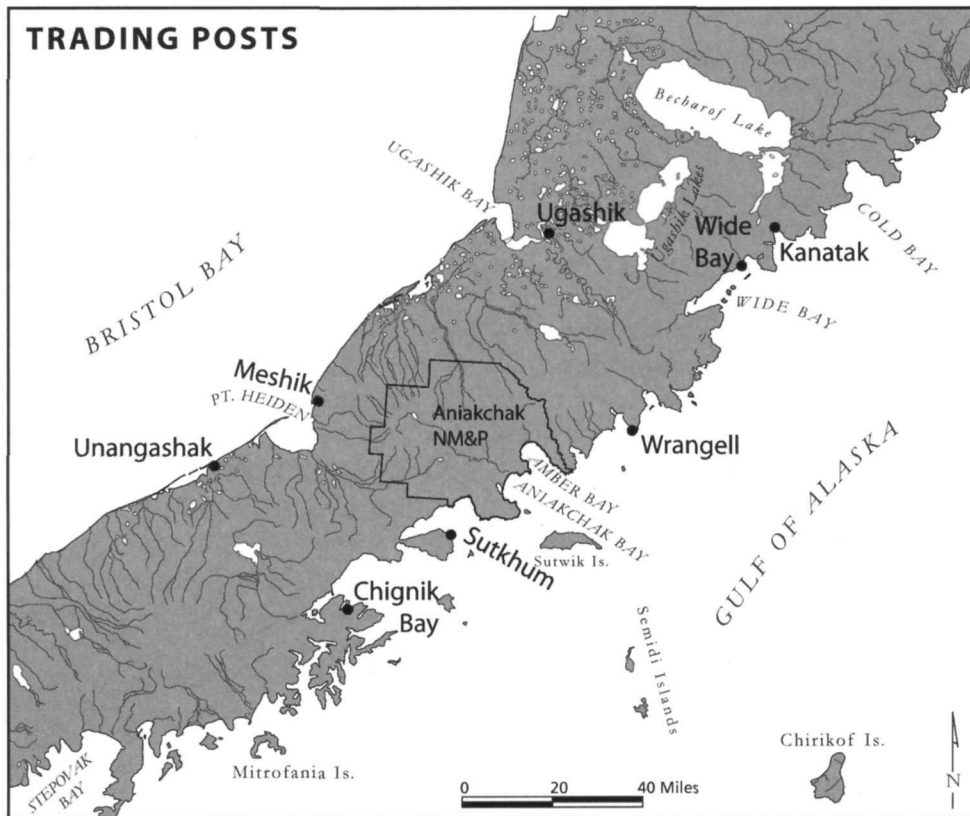 TRADING POSTS
Becharof Lake
UGASHIK BAY
Ugashik
Ugashik Lakes
Wide
Bay
Kanatak
COLD BAY
WIDE BAY
BRISTOL BAY
Meshik
PT. HEIDEN
Aniakchak
NM&P
Unangashak
Wrangell
AMBER BAY
ANIAKCHAK BAY
GULF OF ALASKA
Sutkhum
Sutwik Is.
Chignik
Bay
Semidi Islands
Chirikof Is.
Mitrofania Is.
STEPOVAK
BAY
0 20 40 Miles
N